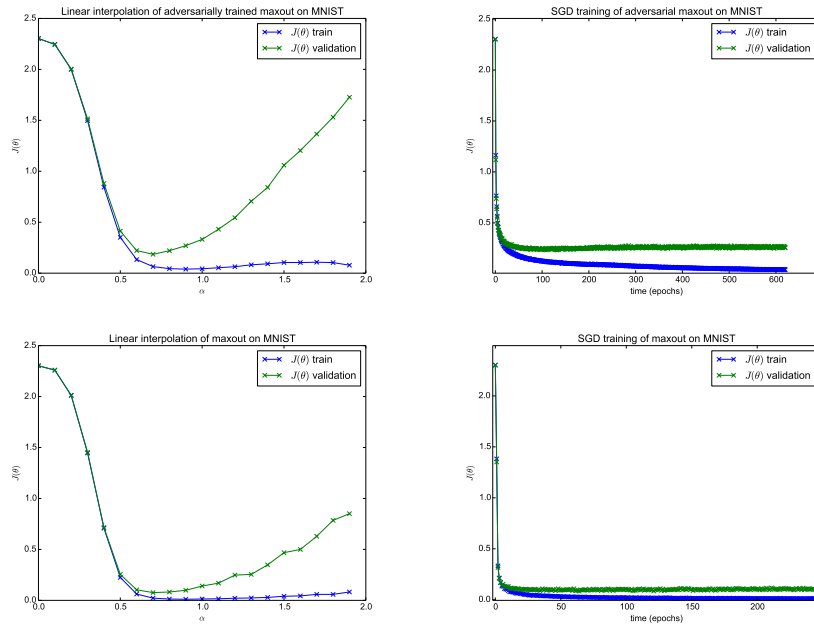 Linear interpolation of adversarially trained maxout on MNIST
2.5
2.0
1.5
1.0
0.5
0.0
J(θ)
0.0 0.5 1.0 1.5 2.0
α
J(θ) train
J(θ) validation
SGD training of adversarial maxout on MNIST
2.5
2.0
1.5
1.0
0.5
J(θ)
0 100 200 300 400 500 600
time (epochs)
J(θ) train
J(θ) validation
Linear interpolation of maxout on MNIST
2.5
2.0
1.5
1.0
0.5
0.0
J(θ)
0.0 0.5 1.0 1.5 2.0
α
J(θ) train
J(θ) validation
SGD training of maxout on MNIST
2.5
2.0
1.5
1.0
0.5
0.0
J(θ)
0 50 100 150 200
time (epochs)
J(θ) train
J(θ) validation